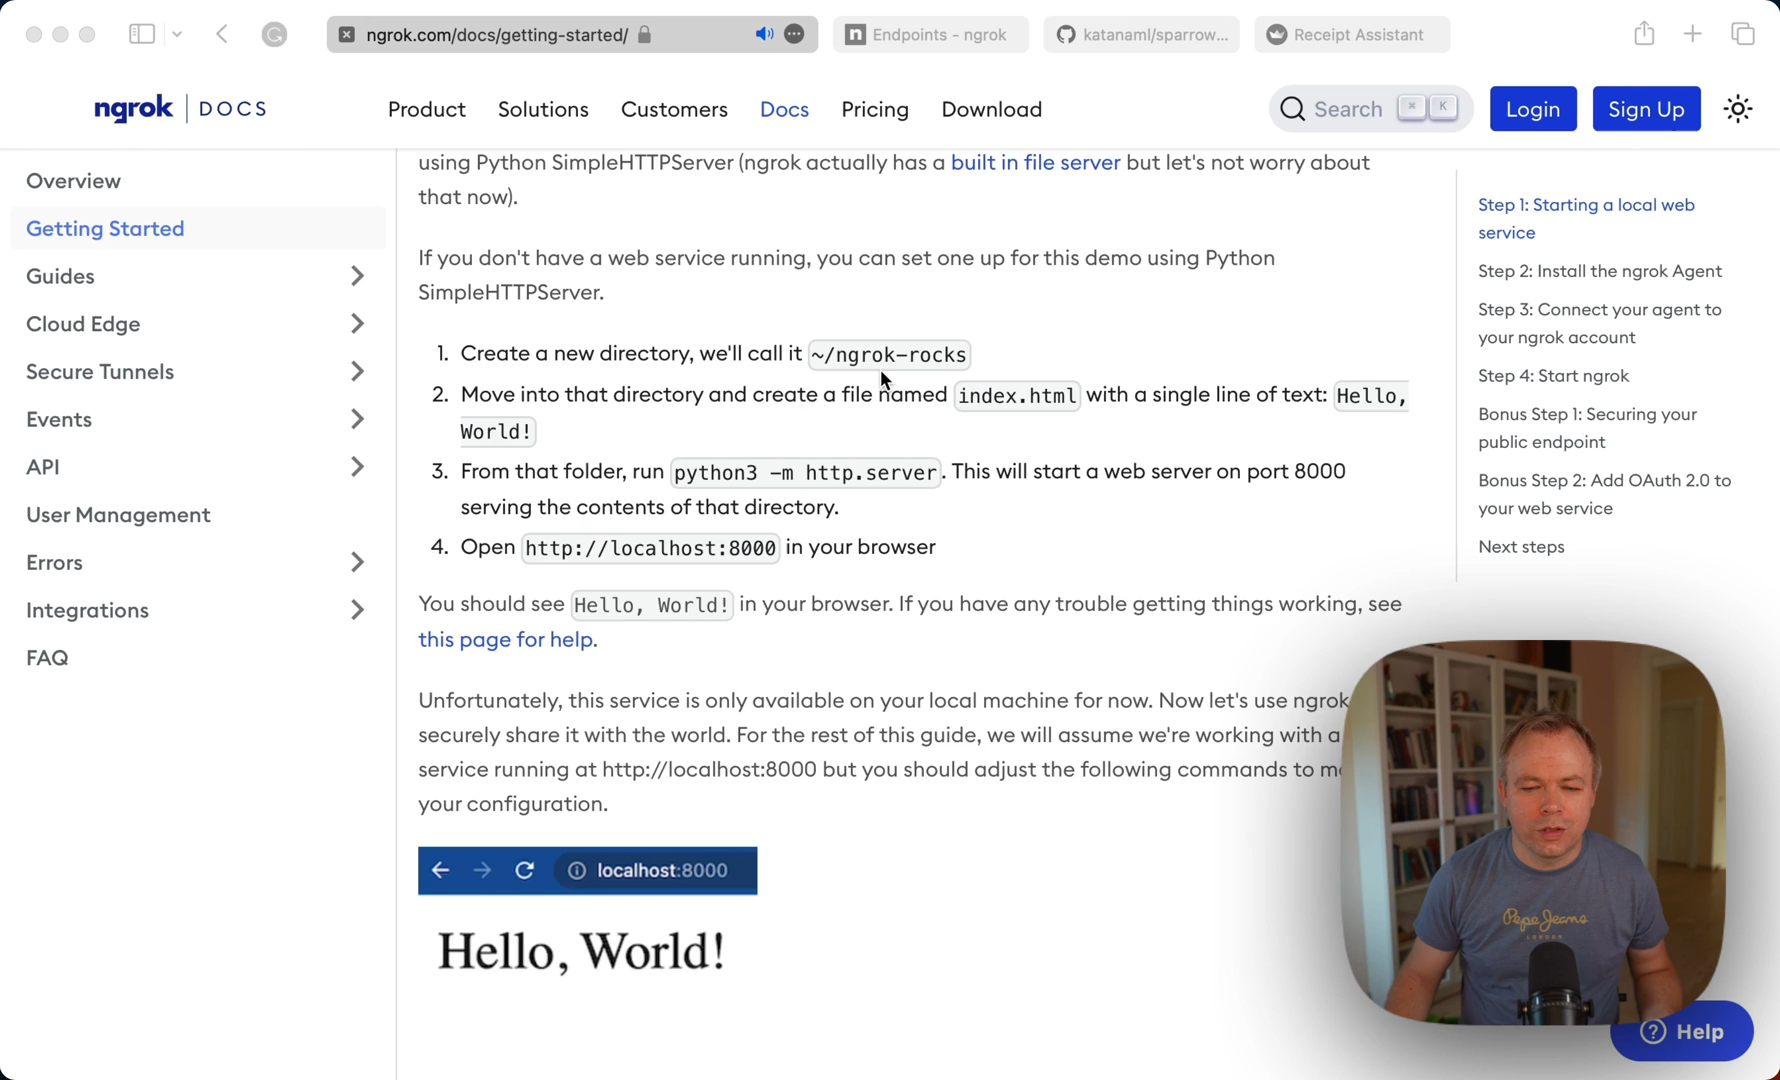 ngrok.com/docs/getting-started/
Endpoints - ngrok
katanaml/sparrow...
Receipt Assistant
ngrok DOCS
Product Solutions Customers Docs Pricing Download
Search ⌘ K
Login
Sign Up
Overview
Getting Started
Guides
Cloud Edge
Secure Tunnels
Events
API
User Management
Errors
Integrations
FAQ
using Python SimpleHTTPServer (ngrok actually has a built in file server but let's not worry about
that now).
If you don't have a web service running, you can set one up for this demo using Python
SimpleHTTPServer.
1. Create a new directory, we'll call it ~/ngrok-rocks
2. Move into that directory and create a file named index.html with a single line of text: Hello,
World!
3. From that folder, run python3 -m http.server. This will start a web server on port 8000
serving the contents of that directory.
4. Open http://localhost:8000 in your browser
You should see Hello, World! in your browser. If you have any trouble getting things working, see
this page for help.
Unfortunately, this service is only available on your local machine for now. Now let's use ngrok
securely share it with the world. For the rest of this guide, we will assume we're working with a
service running at http://localhost:8000 but you should adjust the following commands to
your configuration.
localhost:8000
Hello, World!
Step 1: Starting a local web
service
Step 2: Install the ngrok Agent
Step 3: Connect your agent to
your ngrok account
Step 4: Start ngrok
Bonus Step 1: Securing your
public endpoint
Bonus Step 2: Add OAuth 2.0 to
your web service
Next steps
Pepe Jeans
LONDON
Help